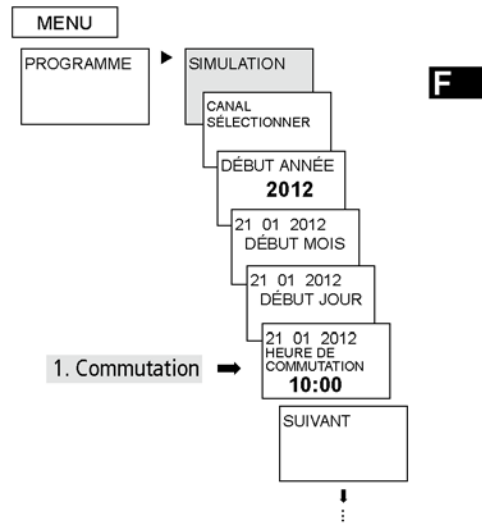 MENU
PROGRAMME
SIMULATION
F
CANAL
SÉLECTIONNER
DÉBUT ANNÉE
2012
21 01 2012
DÉBUT MOIS
21 01 2012
DÉBUT JOUR
21 01 2012
HEURE DE
COMMUTATION
10:00
1. Commutation
SUIVANT